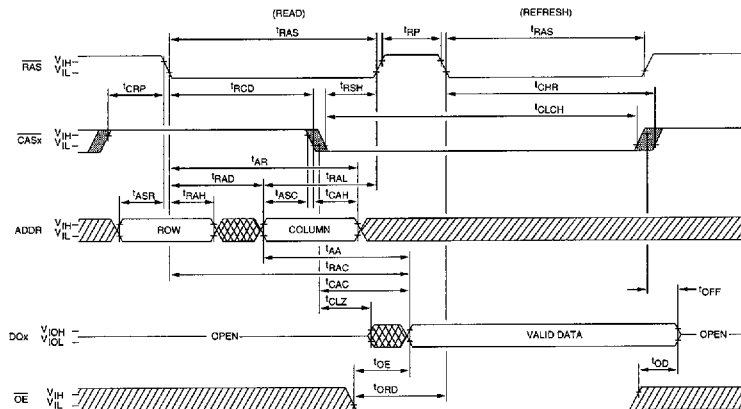 (READ)
(REFRESH)
tRAS
tRP
tRAS
RAS
VIH
VIL
tCRP
tRCD
tRSH
tCHR
tCLCH
CASx
VIH
VIL
tAR
tRAD
tRAL
tASR
tRAH
tASC
tCAH
ADDR
VIH
VIL
ROW
COLUMN
tAA
tRAC
tCAC
tCLZ
tOFF
DQx
VIOH
VIOL
OPEN
VALID DATA
OPEN
tOE
tOD
OE
VIH
VIL
tORD